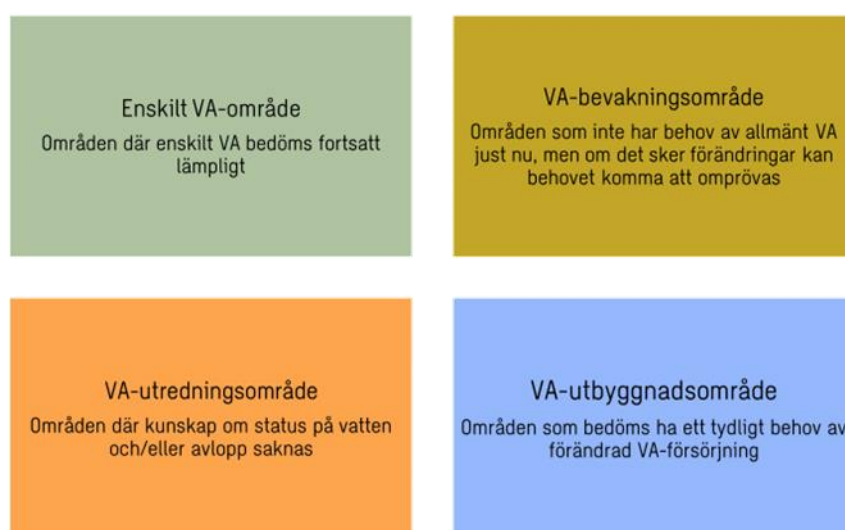 Enskilt VA-område
Områden där enskilt VA bedöms fortsatt
lämpligt
VA-bevakningsområde
Områden som inte har behov av allmänt VA
just nu, men om det sker förändringar kan
behovet komma att omprövas
VA-utredningsområde
Områden där kunskap om status på vatten
och/eller avlopp saknas
VA-utbyggnadsområde
Områden som bedöms ha ett tydligt behov av
förändrad VA-försörjning